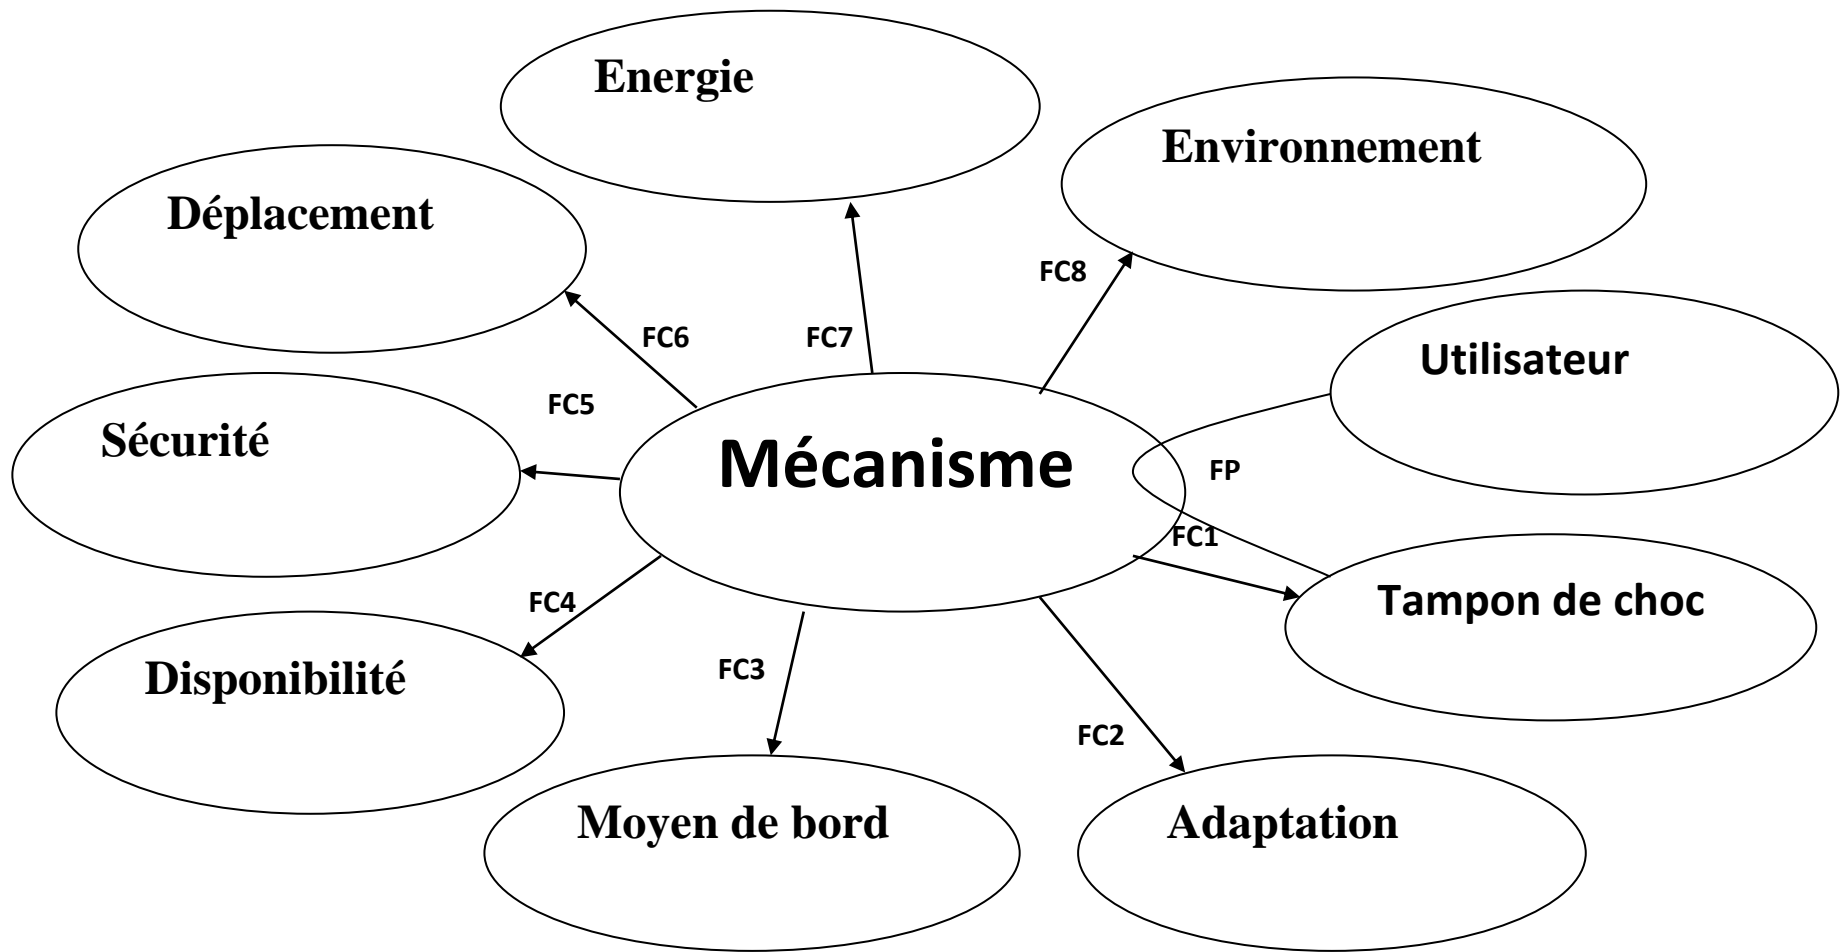 Energie
Environnement
Déplacement
FC8
FC6
FC7
Utilisateur
FC5
Sécurité
Mécanisme
FP
FC1
FC4
Tampon de choc
FC3
Disponibilité
FC2
Moyen de bord
Adaptation